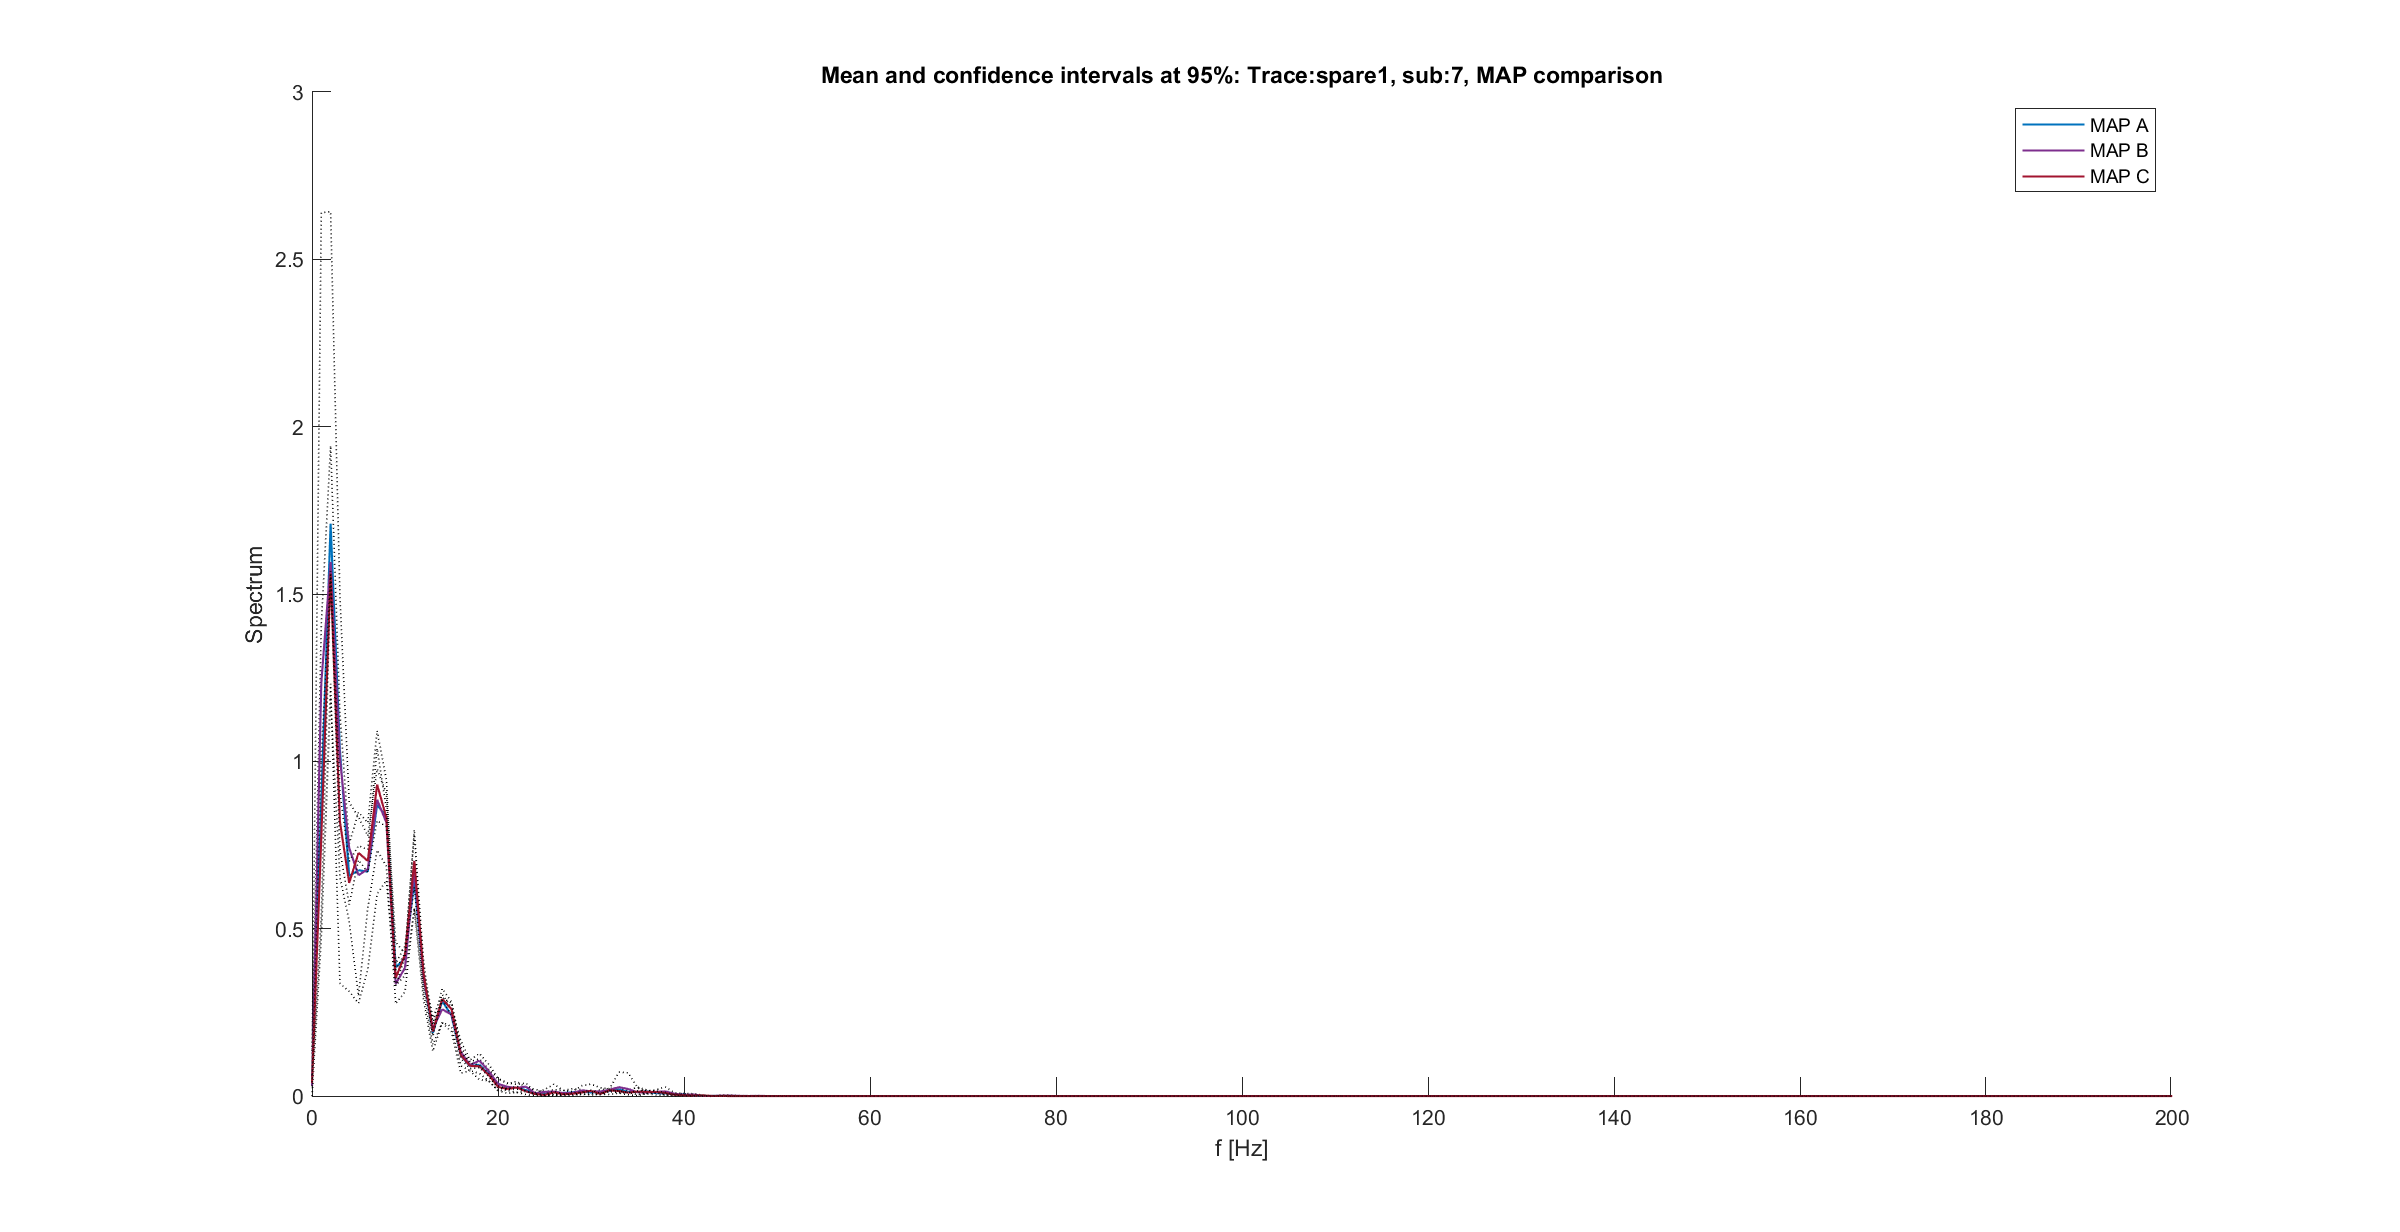 Mean and confidence intervals at 95%: Trace:spare1, sub:7, MAP comparison
MAP A
MAP B
MAP C
3
2.5
2
1.5
1
0.5
0
Spectrum
0 20 40 60 80 100 120 140 160 180 200
f [Hz]